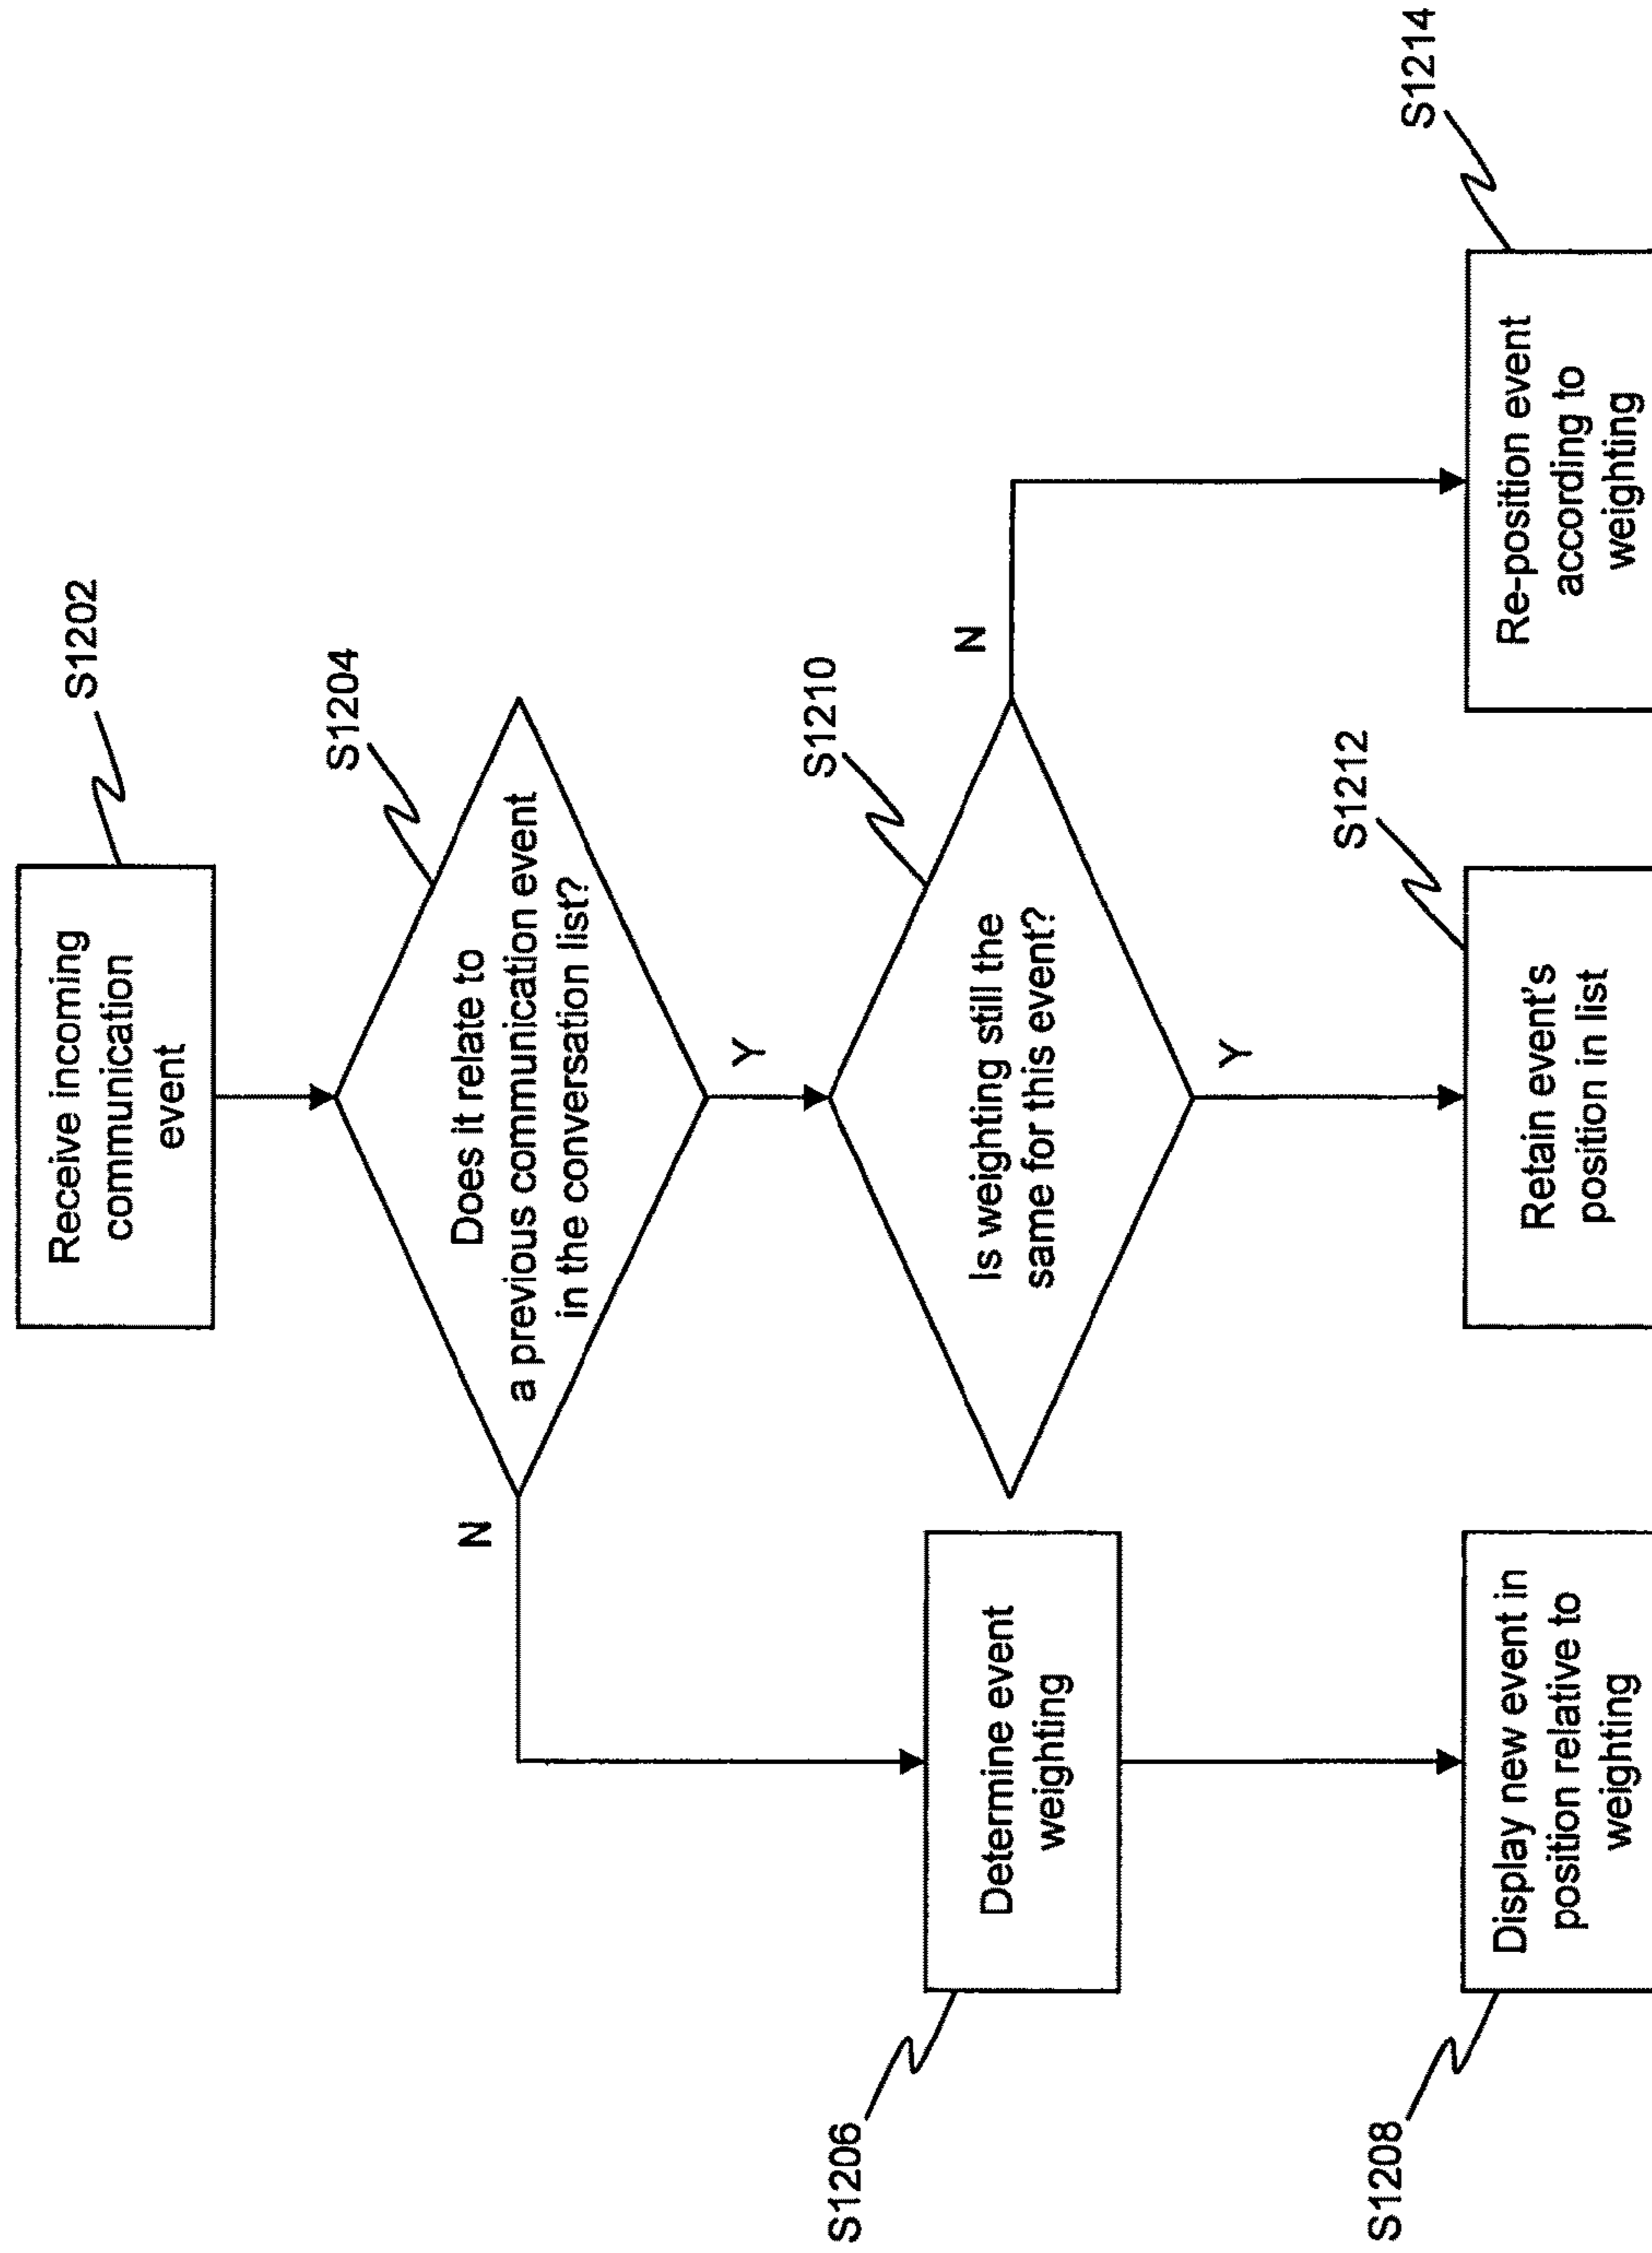 Receive incoming
communication
event
S1202
Does it relate to
a previous communication event
in the conversation list?
S1204
N
Y
Determine event
weighting
S1206
Is weighting still the
same for this event?
S1210
N
Y
Display new event in
position relative to
weighting
S1208
Retain event's
position in list
S1212
Re-position event
according to
weighting
S1214